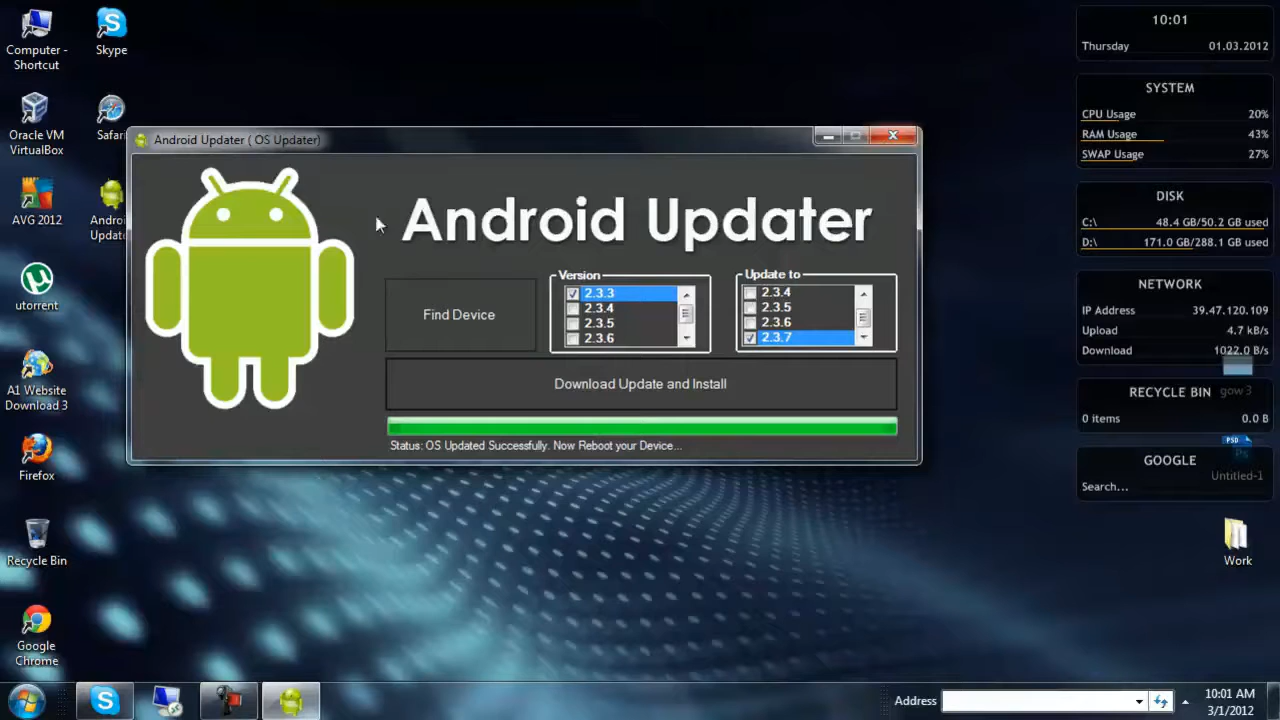 Computer -
Shortcut
Skype
Oracle VM
VirtualBox
Safari
AVG 2012
Androi
Updat
utorrent
A1 Website
Download 3
Firefox
Recycle Bin
Google
Chrome
Android Updater ( OS Updater)
Android Updater
Find Device
Version
2.3.3
2.3.4
2.3.5
2.3.6
Update to
2.3.4
2.3.5
2.3.6
2.3.7
Download Update and Install
Status: OS Updated Successfully. Now Reboot your Device...
10:01
Thursday 01.03.2012
SYSTEM
CPU Usage 20%
RAM Usage 43%
SWAP Usage 27%
DISK
C:\ 48.4 GB/50.2 GB used
D:\ 171.0 GB/288.1 GB used
NETWORK
IP Address 39.47.120.109
Upload 4.7 kB/s
Download 1022.0 B/s
RECYCLE BIN gow 3
0 items 0.0 B
PSD
Ps
GOOGLE
Untitled-1
Search...
Work
Address
10:01 AM
3/1/2012